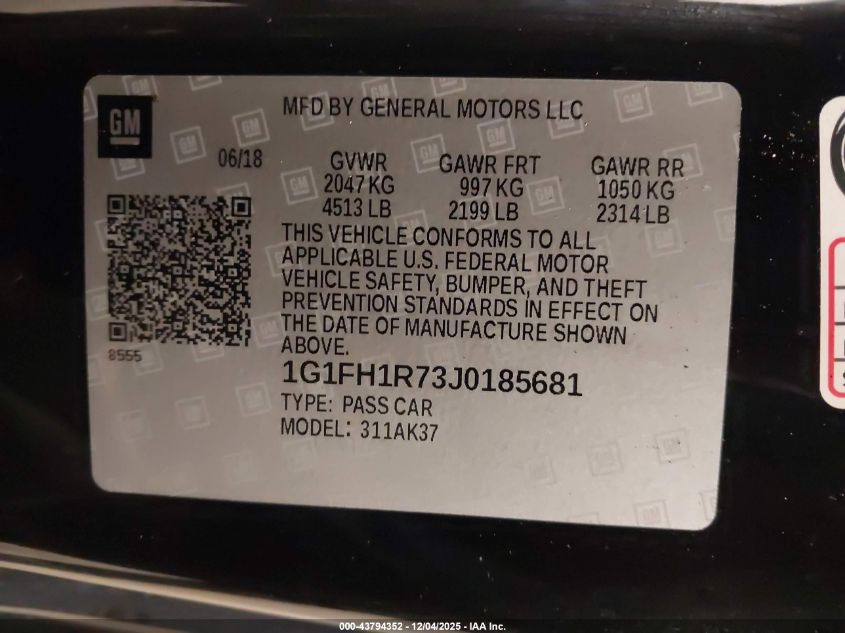 GM
MFD BY GENERAL MOTORS LLC
06/18
GVWR GAWR FRT GAWR RR
2047 KG 997 KG 1050 KG
4513 LB 2199 LB 2314 LB
THIS VEHICLE CONFORMS TO ALL
APPLICABLE U.S. FEDERAL MOTOR
VEHICLE SAFETY, BUMPER, AND THEFT
PREVENTION STANDARDS IN EFFECT ON
THE DATE OF MANUFACTURE SHOWN
ABOVE.
8555
1G1FH1R73J0185681
TYPE: PASS CAR
MODEL: 311AK37
000-43794352 - 12/04/2025 - IAA Inc.